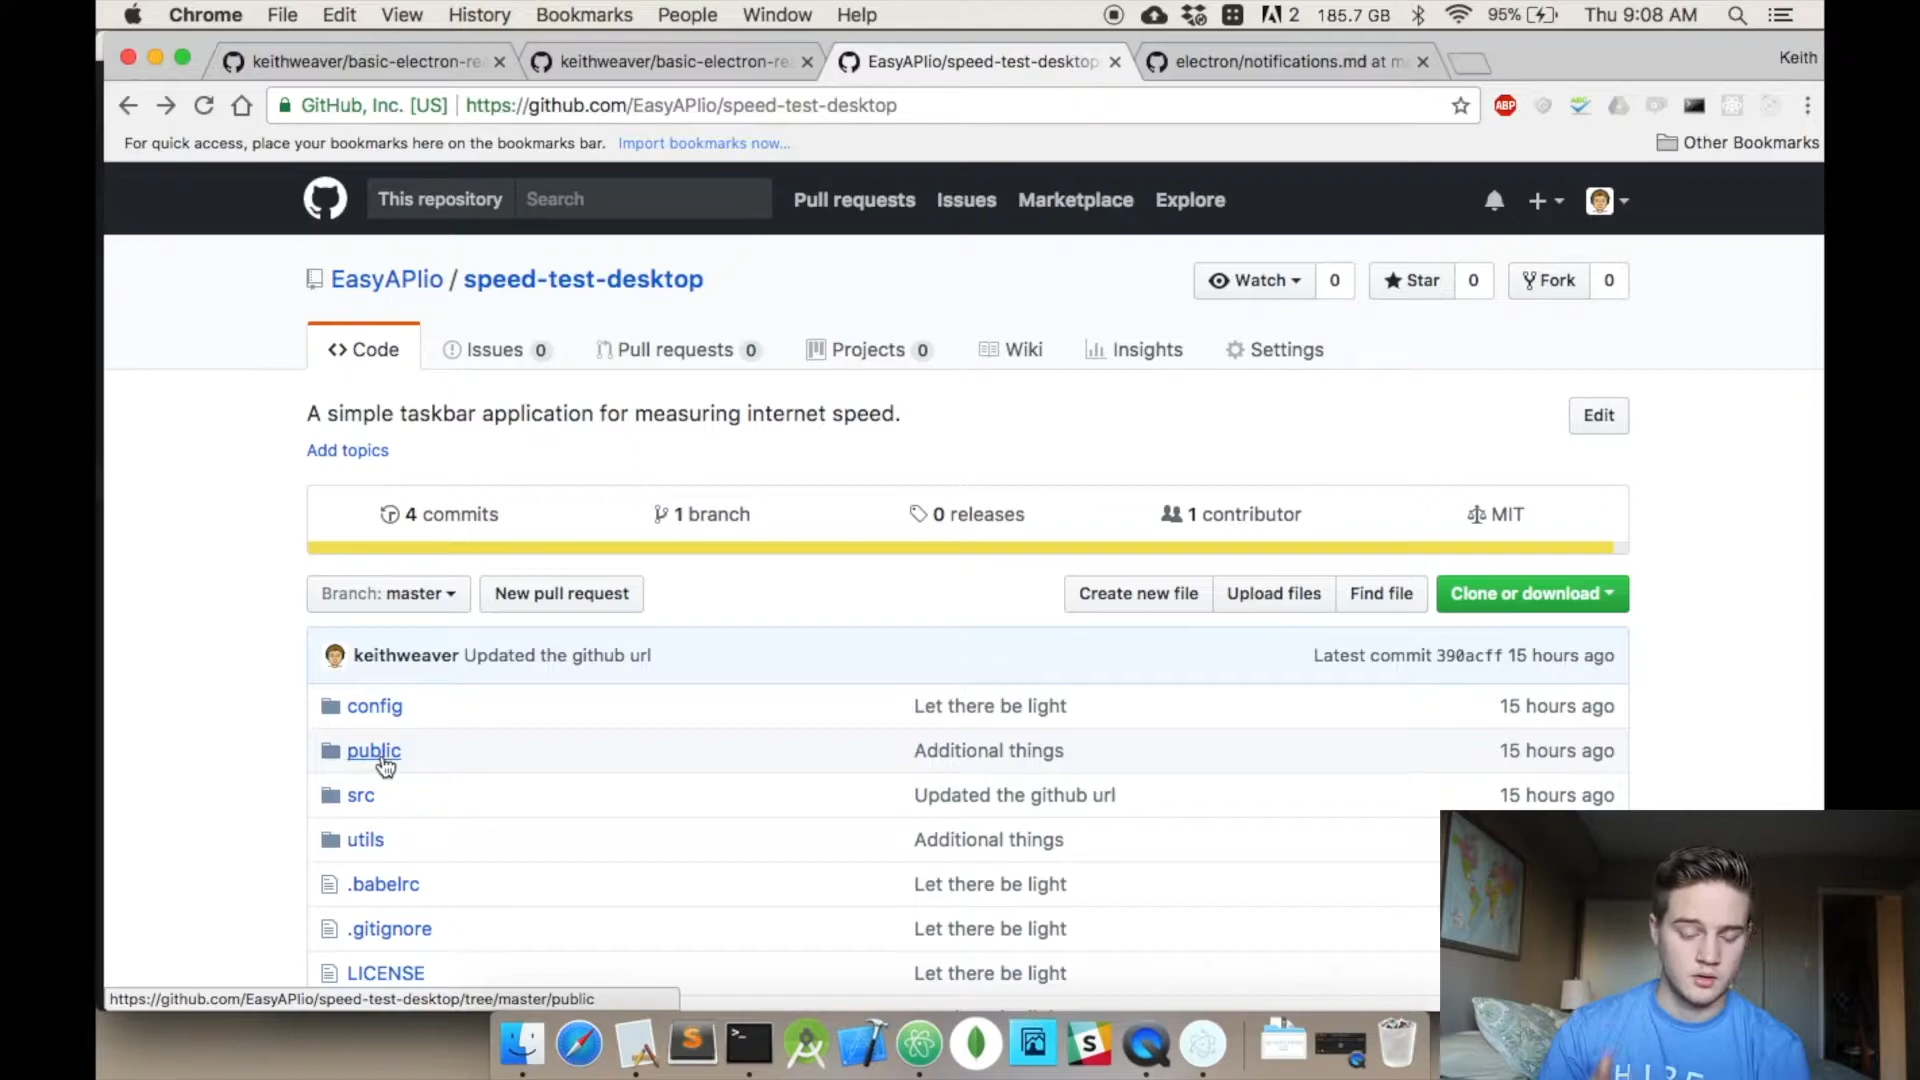 Chrome File Edit View History Bookmarks People Window Help 2 185.7 GB 95% Thu 9:08 AM
keithweaver/basic-electron-re keithweaver/basic-electron-re EasyAPIio/speed-test-desktop electron/notifications.md at m Keith
GitHub, Inc. [US] https://github.com/EasyAPIio/speed-test-desktop ABP
For quick access, place your bookmarks here on the bookmarks bar. Import bookmarks now... Other Bookmarks
This repository Search Pull requests Issues Marketplace Explore
EasyAPIio / speed-test-desktop Watch 0 Star 0 Fork 0
Code Issues 0 Pull requests 0 Projects 0 Wiki Insights Settings
A simple taskbar application for measuring internet speed. Edit
Add topics
4 commits 1 branch 0 releases 1 contributor MIT
Branch: master New pull request Create new file Upload files Find file Clone or download
keithweaver Updated the github url Latest commit 390acff 15 hours ago
config Let there be light 15 hours ago
public Additional things 15 hours ago
src Updated the github url 15 hours ago
utils Additional things
.babelrc Let there be light
.gitignore Let there be light
LICENSE Let there be light
https://github.com/EasyAPIio/speed-test-desktop/tree/master/public